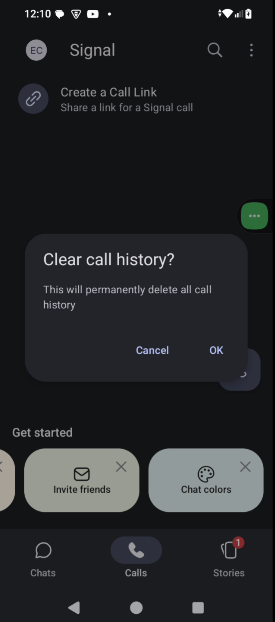 12:10
EC
Signal
Create a Call Link
Share a link for a Signal call
Clear call history?
This will permanently delete all call
history
Cancel
OK
Get started
Invite friends
Chat colors
1
Chats
Calls
Stories